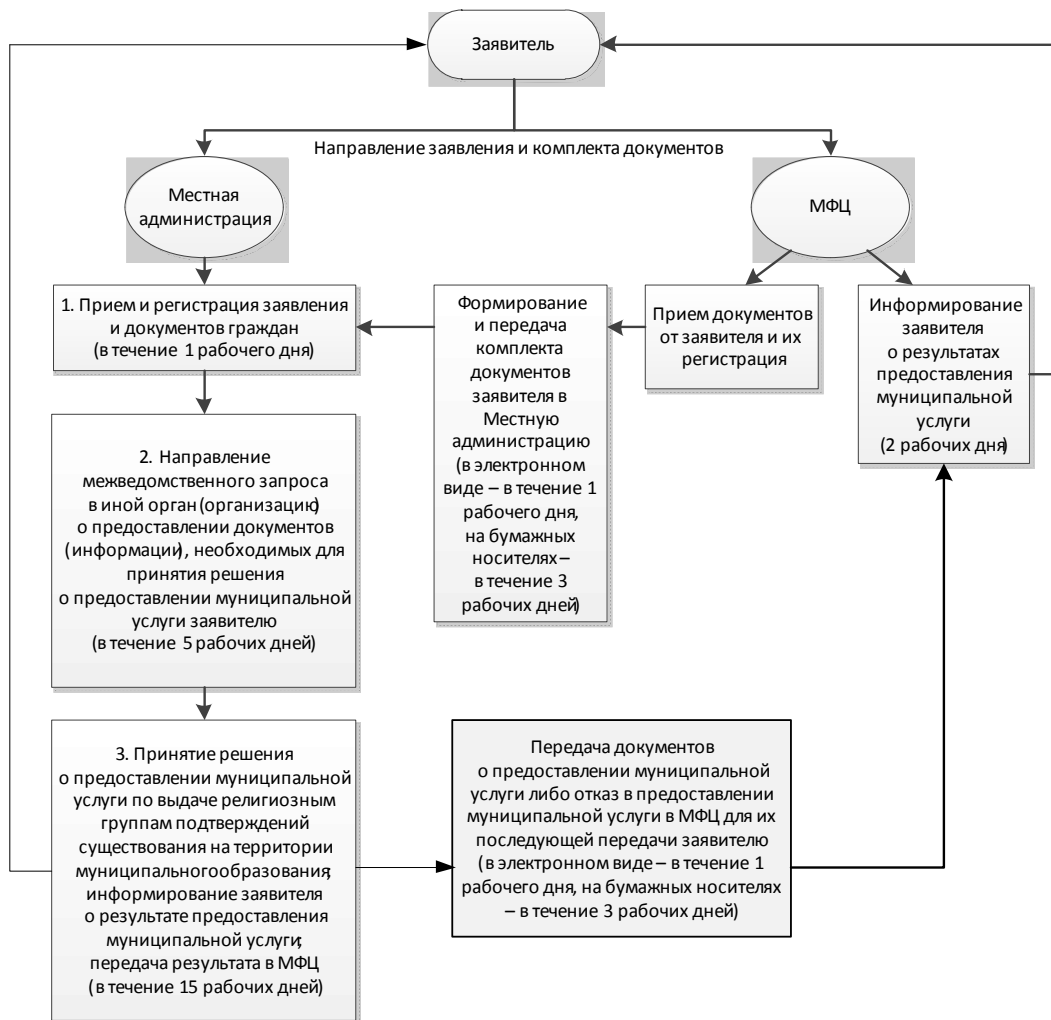 Заявитель
Направление заявления и комплекта документов
Местная
администрация
МФЦ
1. Прием и регистрация заявления
и документов граждан
(в течение 1 рабочего дня)
Формирование
и передача
комплекта
документов
заявителя в
Местную
администрацию
(в электронном
виде – в течение 1
рабочего дня,
на бумажных
носителях –
в течение 3
рабочих дней)
Прием документов
от заявителя и их
регистрация
Информирование
заявителя
о результатах
предоставления
муниципальной
услуги
(2 рабочих дня)
2. Направление
межведомственного запроса
в иной орган (организацию)
о предоставлении документов
(информации), необходимых для
принятия решения
о предоставлении муниципальной
услуги заявителю
(в течение 5 рабочих дней)
3. Принятие решения
о предоставлении муниципальной
услуги по выдаче религиозным
группам подтверждений
существования на территории
муниципального образования;
информирование заявителя
о результате предоставления
муниципальной услуги;
передача результата в МФЦ
(в течение 15 рабочих дней)
Передача документов
о предоставлении муниципальной
услуги либо отказ в предоставлении
муниципальной услуги в МФЦ для их
последующей передачи заявителю
(в электронном виде – в течение 1
рабочего дня, на бумажных носителях
– в течение 3 рабочих дней)